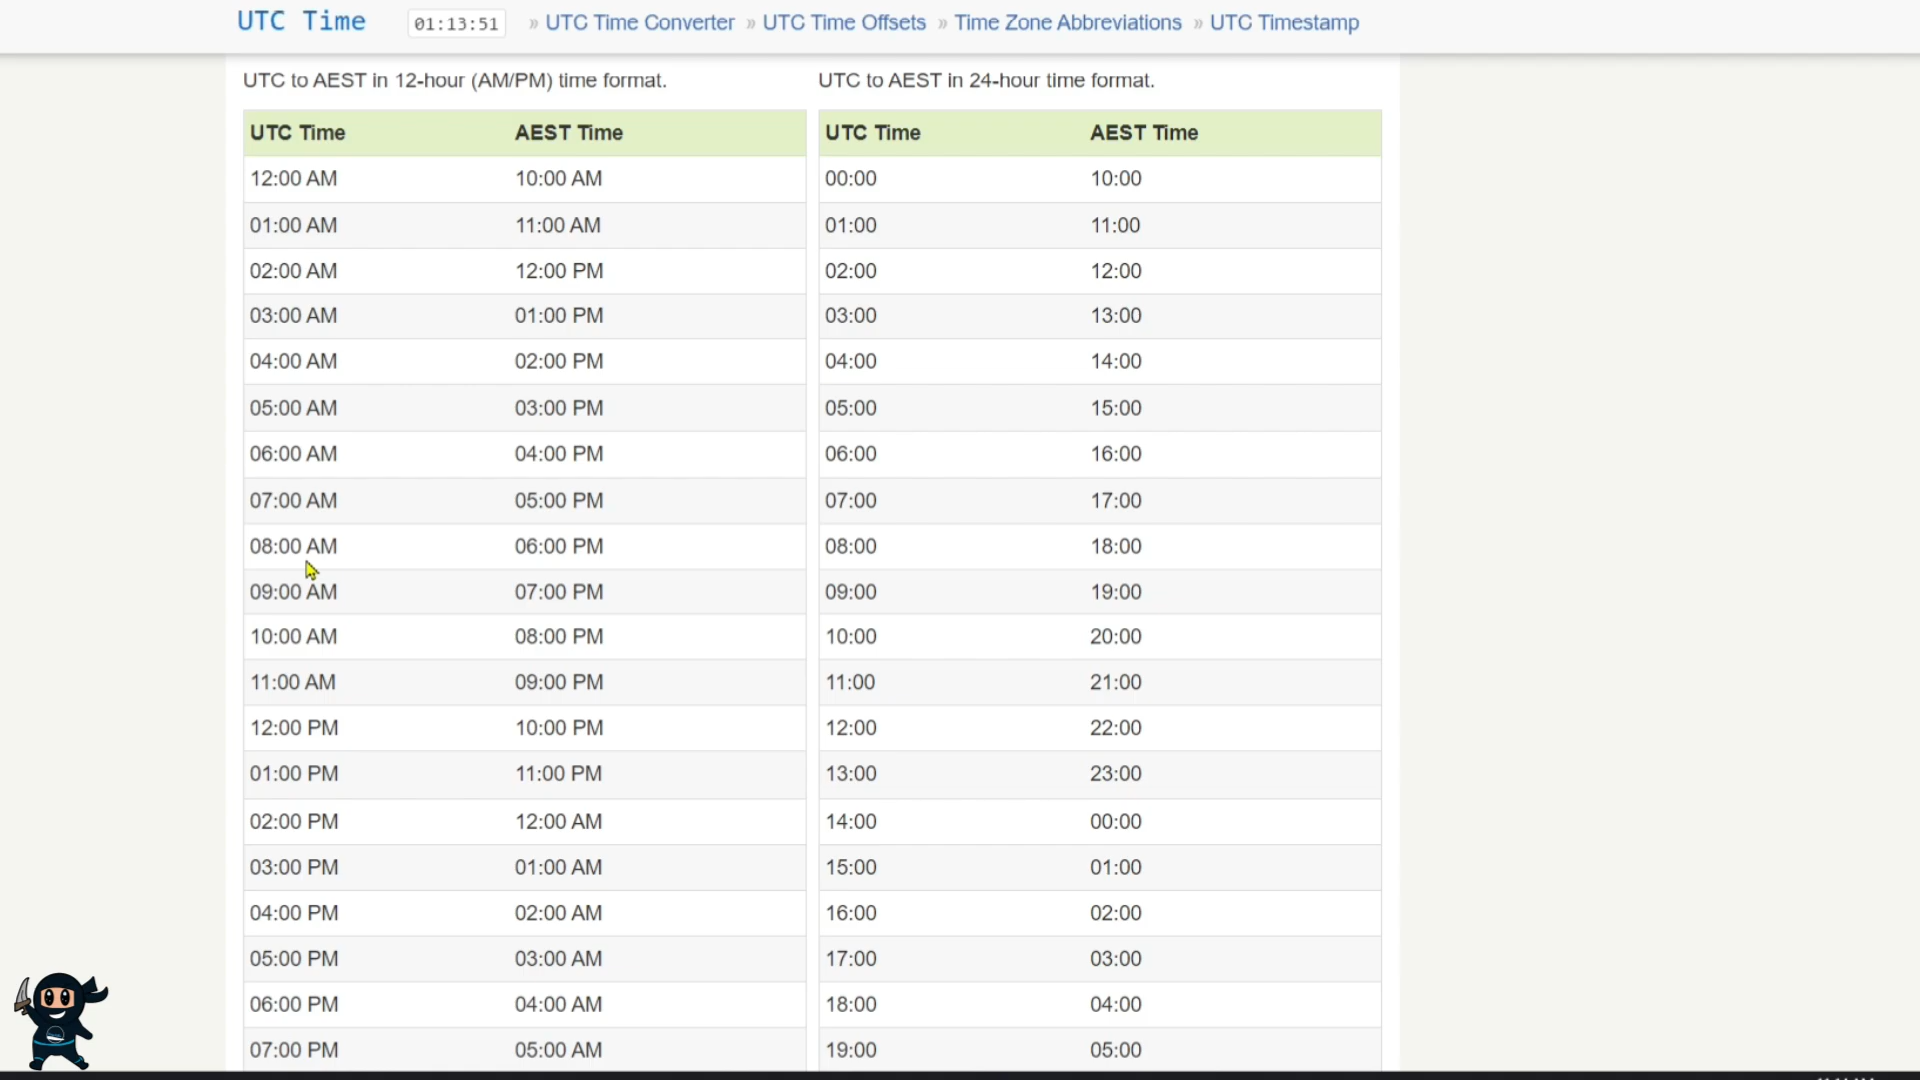 UTC Time 01:13:51 » UTC Time Converter » UTC Time Offsets » Time Zone Abbreviations » UTC Timestamp
UTC to AEST in 12-hour (AM/PM) time format.
UTC Time AEST Time
12:00 AM 10:00 AM
01:00 AM 11:00 AM
02:00 AM 12:00 PM
03:00 AM 01:00 PM
04:00 AM 02:00 PM
05:00 AM 03:00 PM
06:00 AM 04:00 PM
07:00 AM 05:00 PM
08:00 AM 06:00 PM
09:00 AM 07:00 PM
10:00 AM 08:00 PM
11:00 AM 09:00 PM
12:00 PM 10:00 PM
01:00 PM 11:00 PM
02:00 PM 12:00 AM
03:00 PM 01:00 AM
04:00 PM 02:00 AM
05:00 PM 03:00 AM
06:00 PM 04:00 AM
07:00 PM 05:00 AM
UTC to AEST in 24-hour time format.
UTC Time AEST Time
00:00 10:00
01:00 11:00
02:00 12:00
03:00 13:00
04:00 14:00
05:00 15:00
06:00 16:00
07:00 17:00
08:00 18:00
09:00 19:00
10:00 20:00
11:00 21:00
12:00 22:00
13:00 23:00
14:00 00:00
15:00 01:00
16:00 02:00
17:00 03:00
18:00 04:00
19:00 05:00